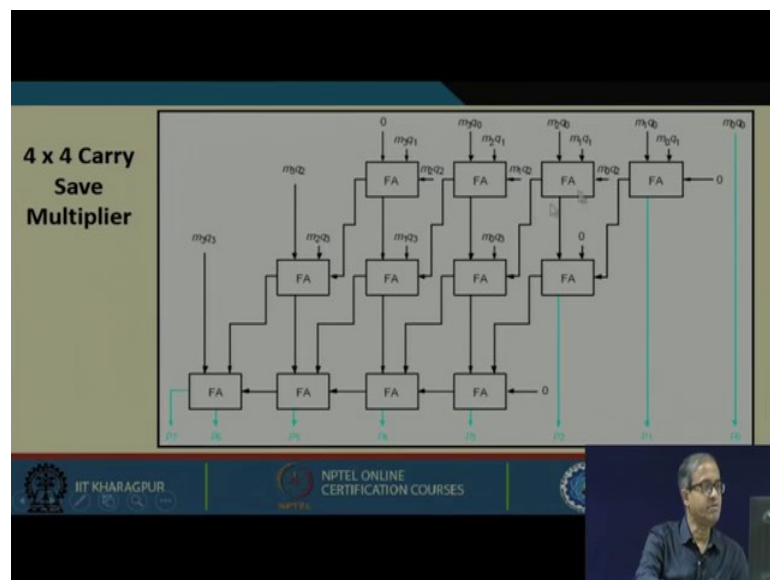 4 x 4 Carry
Save
Multiplier
0 m₃q₀ m₂q₀ m₁q₀ m₀q₀
m₃q₁ m₂q₁ m₁q₁ m₀q₁
FA m₂q₂ FA m₁q₂ FA m₀q₂ FA 0
m₃q₂
m₃q₃ m₂q₃ m₁q₃ m₀q₃ 0
FA FA FA FA
FA FA FA FA 0
P7 P6 P5 P4 P3 P2 P1 P0
IIT KHARAGPUR
NPTEL ONLINE
CERTIFICATION COURSES
NPTEL